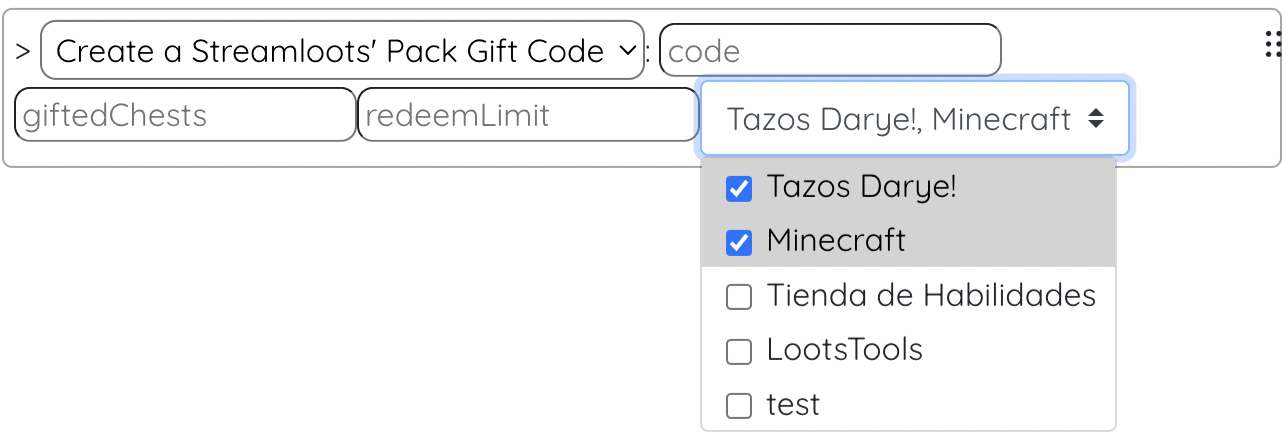 > Create a Streamloots' Pack Gift Code : code
giftedChests redeemLimit Tazos Darye!, Minecraft
Tazos Darye!
Minecraft
Tienda de Habilidades
LootsTools
test